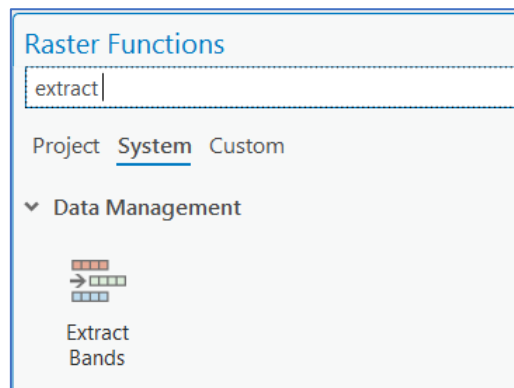 Raster Functions
extract
Project System Custom
Data Management
Extract
Bands